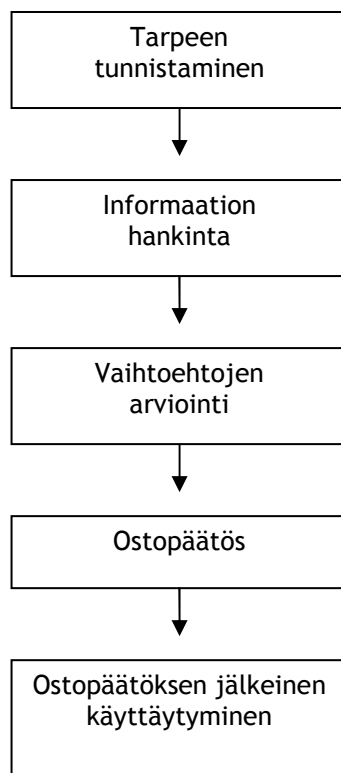 Tarpeen
tunnistaminen
Informaation
hankinta
Vaihtoehtojen
arviointi
Ostopäätös
Ostopäätöksen jälkeinen
käyttäytyminen